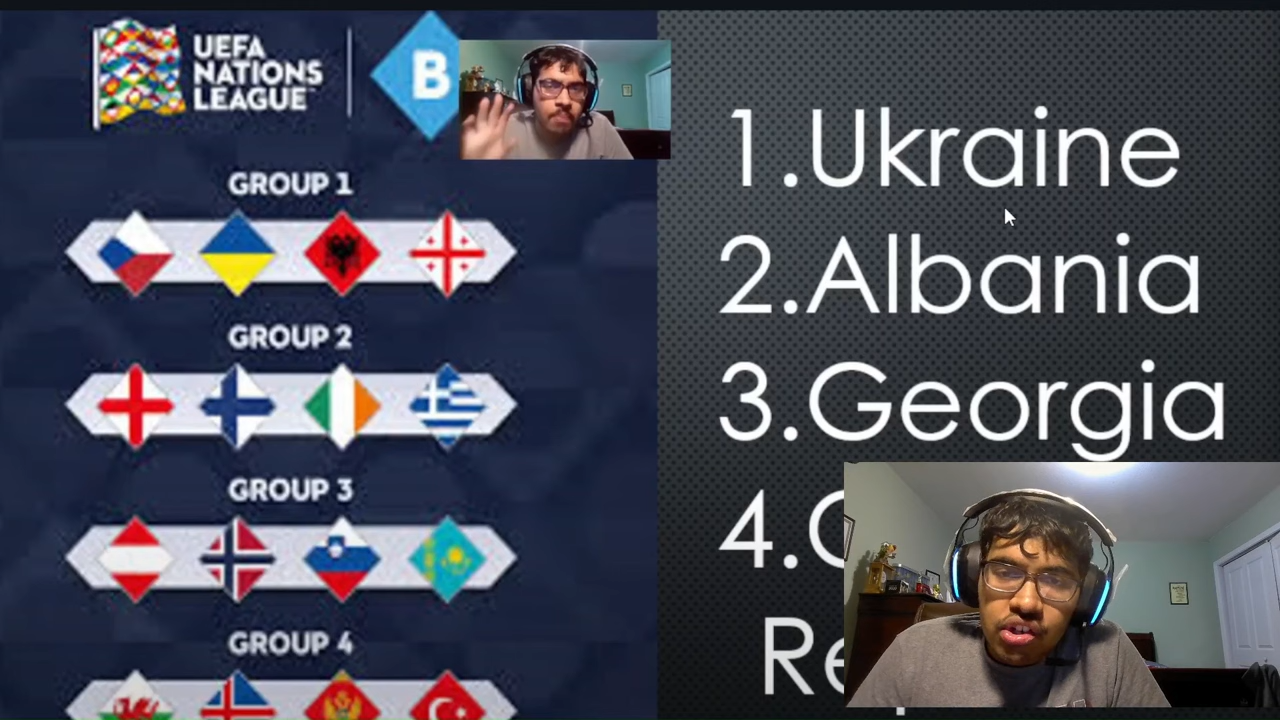 UEFA
NATIONS
LEAGUE
B
GROUP 1
GROUP 2
GROUP 3
GROUP 4
1.Ukraine
2.Albania
3.Georgia
4.